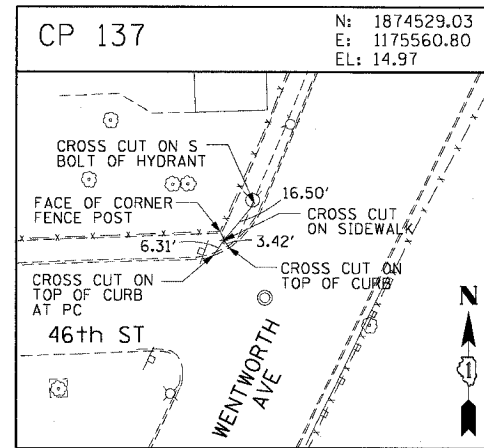 CP 137
N: 1874529.03
E: 1175560.80
EL: 14.97
CROSS CUT ON S
BOLT OF HYDRANT
16.50'
FACE OF CORNER
FENCE POST
CROSS CUT
ON SIDEWALK
6.31'
3.42'
CROSS CUT ON
TOP OF CURB
AT PC
CROSS CUT ON
TOP OF CURB
46th ST
WENTWORTH
AVE
N
1